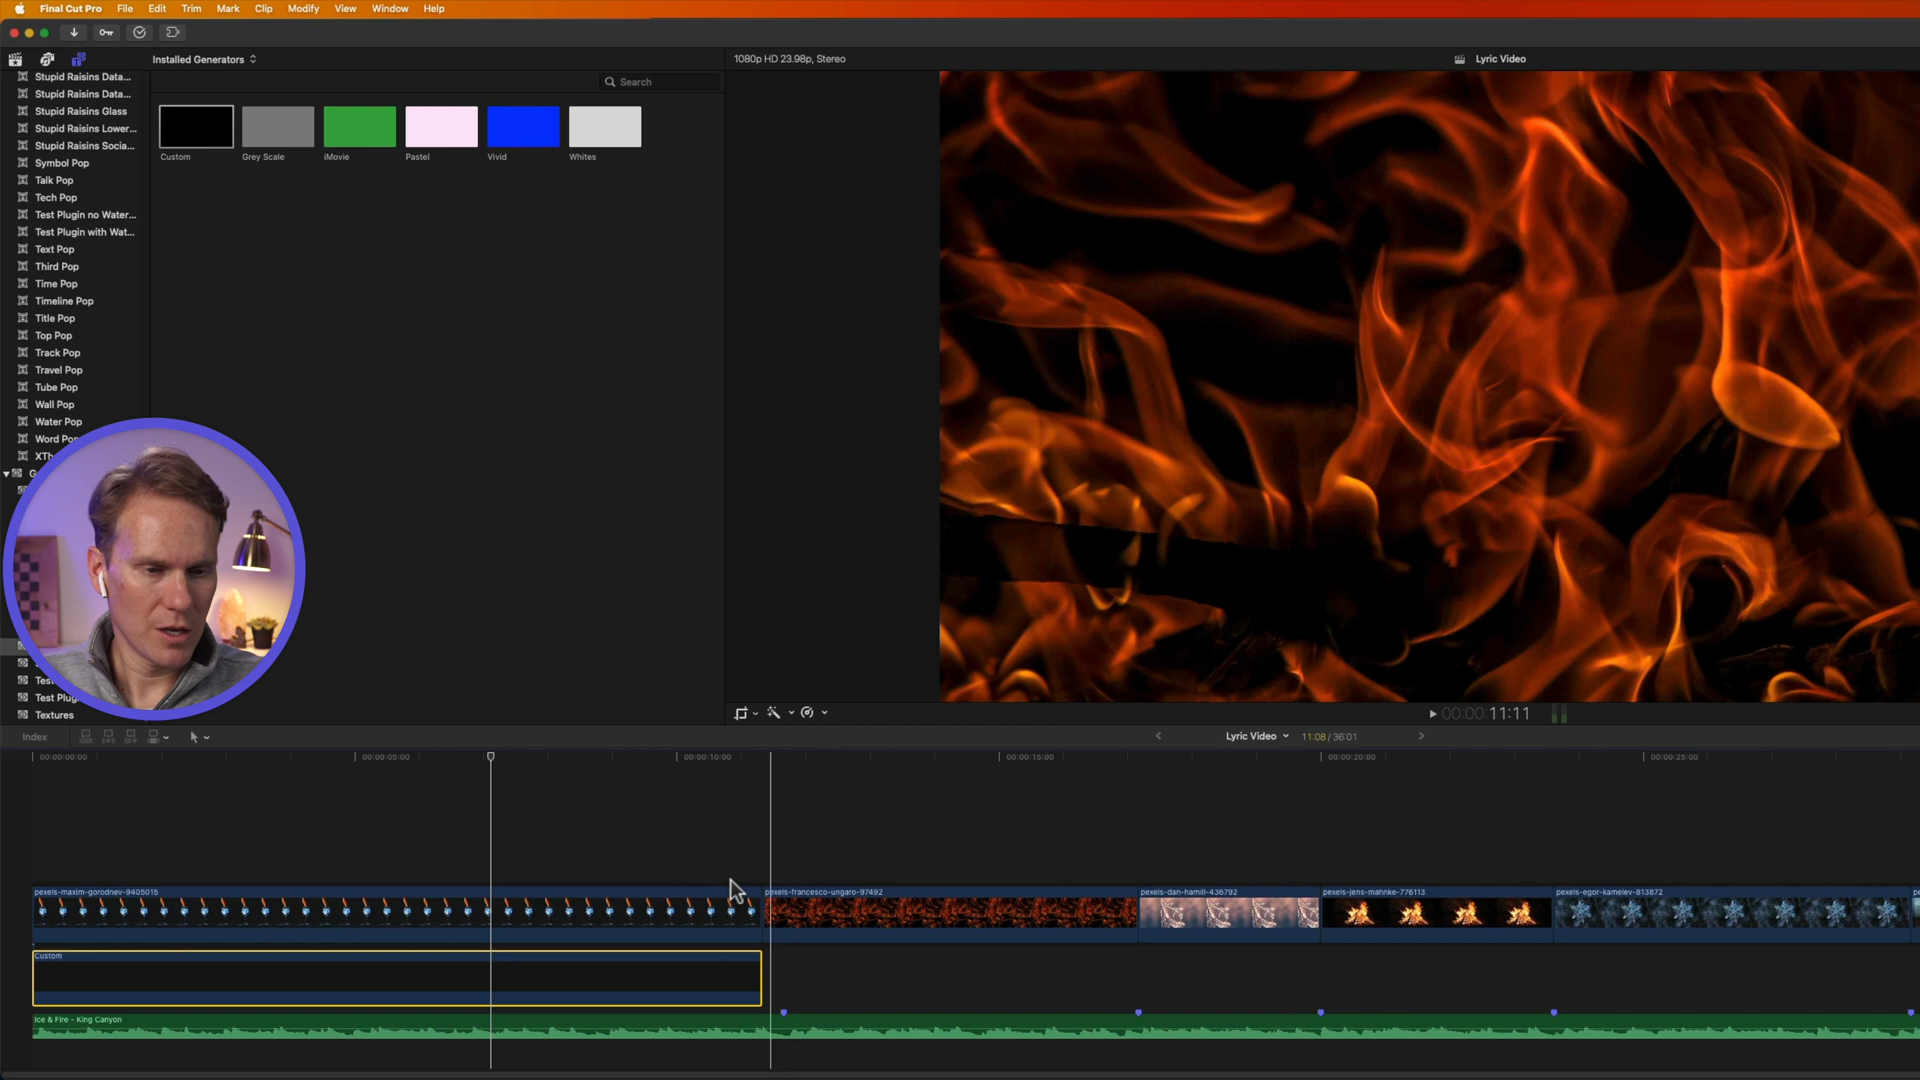 Final Cut Pro File Edit Trim Mark Clip Modify View Window Help
Installed Generators
1080p HD 23.98p, Stereo
Lyric Video
Search
Stupid Raisins Data...
Stupid Raisins Data...
Stupid Raisins Glass
Stupid Raisins Lower...
Stupid Raisins Socia...
Symbol Pop
Talk Pop
Tech Pop
Test Plugin no Water...
Test Plugin with Wat...
Text Pop
Third Pop
Time Pop
Timeline Pop
Title Pop
Top Pop
Track Pop
Travel Pop
Tube Pop
Wall Pop
Water Pop
Word Pop
XTh
G
Tes
Test Plug
Textures
Custom
Grey Scale
iMovie
Pastel
Vivid
Whites
00:00:11:11
Index
Lyric Video
11:08 / 36:01
00:00:00:00
00:00:05:00
00:00:10:00
00:00:15:00
00:00:20:00
00:00:25:00
pexels-maxim-gorodnev-9405015
pexels-francesco-ungaro-97492
pexels-dan-hamill-436792
pexels-jens-mahnke-776113
pexels-egor-kamelev-813872
Custom
Ice & Fire - King Canyon